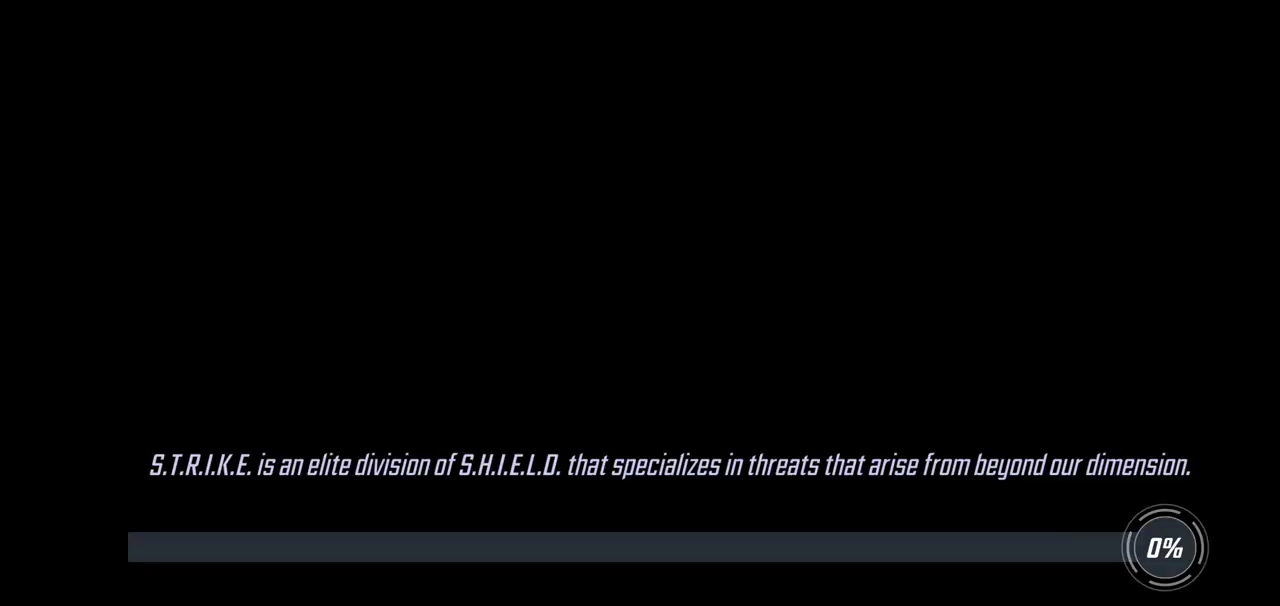 S.T.R.I.K.E. is an elite division of S.H.I.E.L.D. that specializes in threats that arise from beyond our dimension.
0%